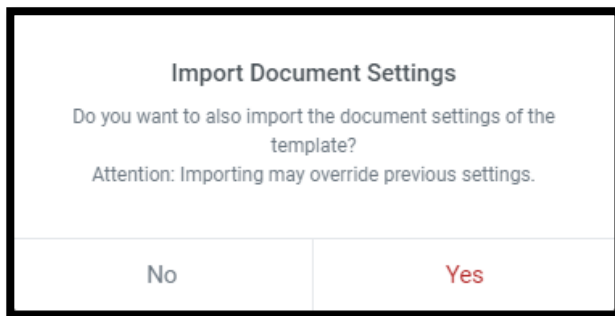 Import Document Settings
Do you want to also import the document settings of the
template?
Attention: Importing may override previous settings.
No
Yes